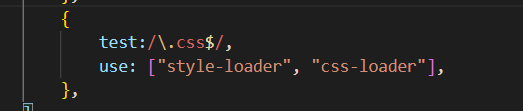 {
test:/\.css$/,
use: ["style-loader", "css-loader"],
},